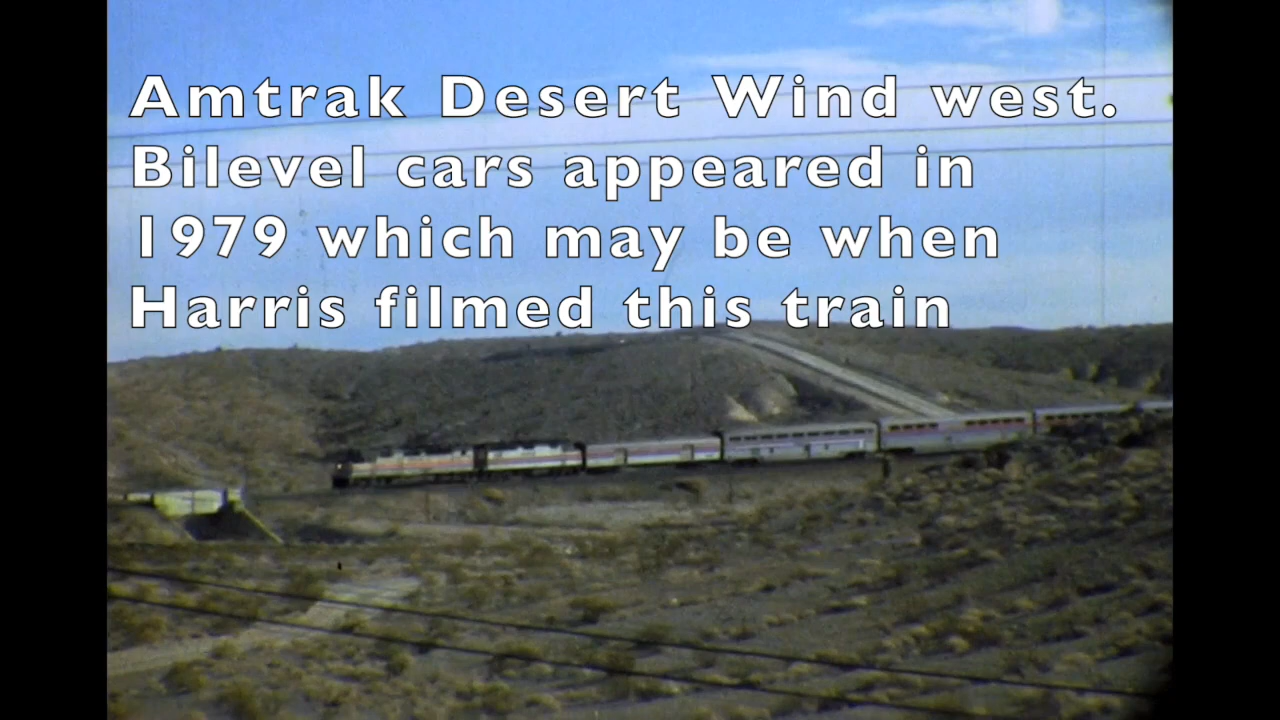 Amtrak Desert Wind west.
Bilevel cars appeared in
1979 which may be when
Harris filmed this train